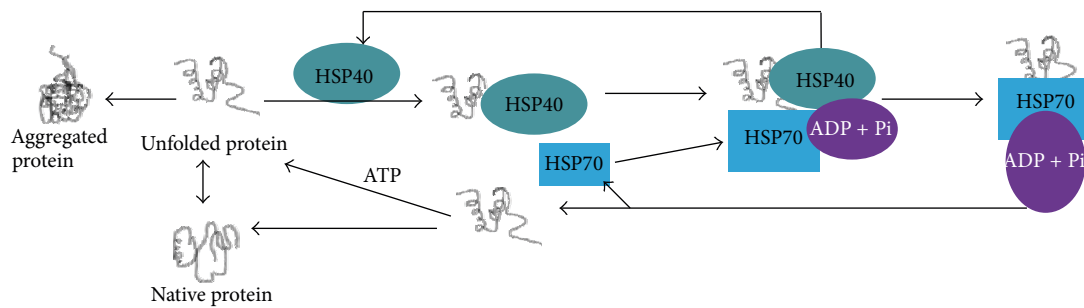 HSP40
HSP40
HSP40
HSP70
ADP + Pi
HSP70
ADP + Pi
Aggregated
protein
Unfolded protein
HSP70
ATP
Native protein